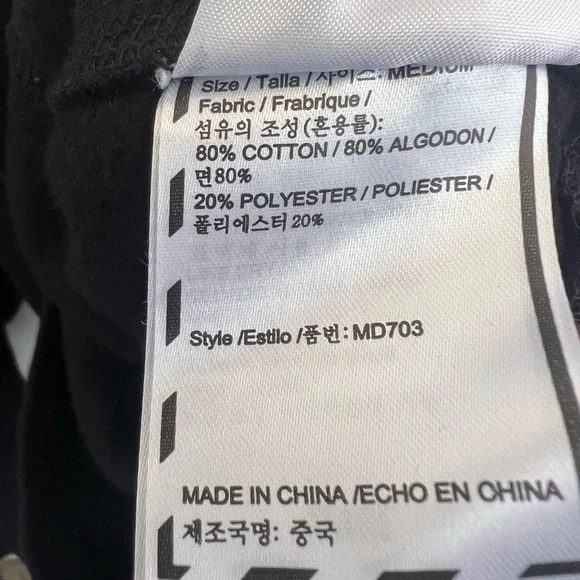 Size / Talla / 사이즈: MEDIUM
Fabric / Frabrique /
섬유의 조성(혼용률):
80% COTTON / 80% ALGODON /
면80%
20% POLYESTER / POLIESTER /
폴리에스터 20%
Style /Estilo /품번: MD703
MADE IN CHINA /ECHO EN CHINA
제조국명: 중국